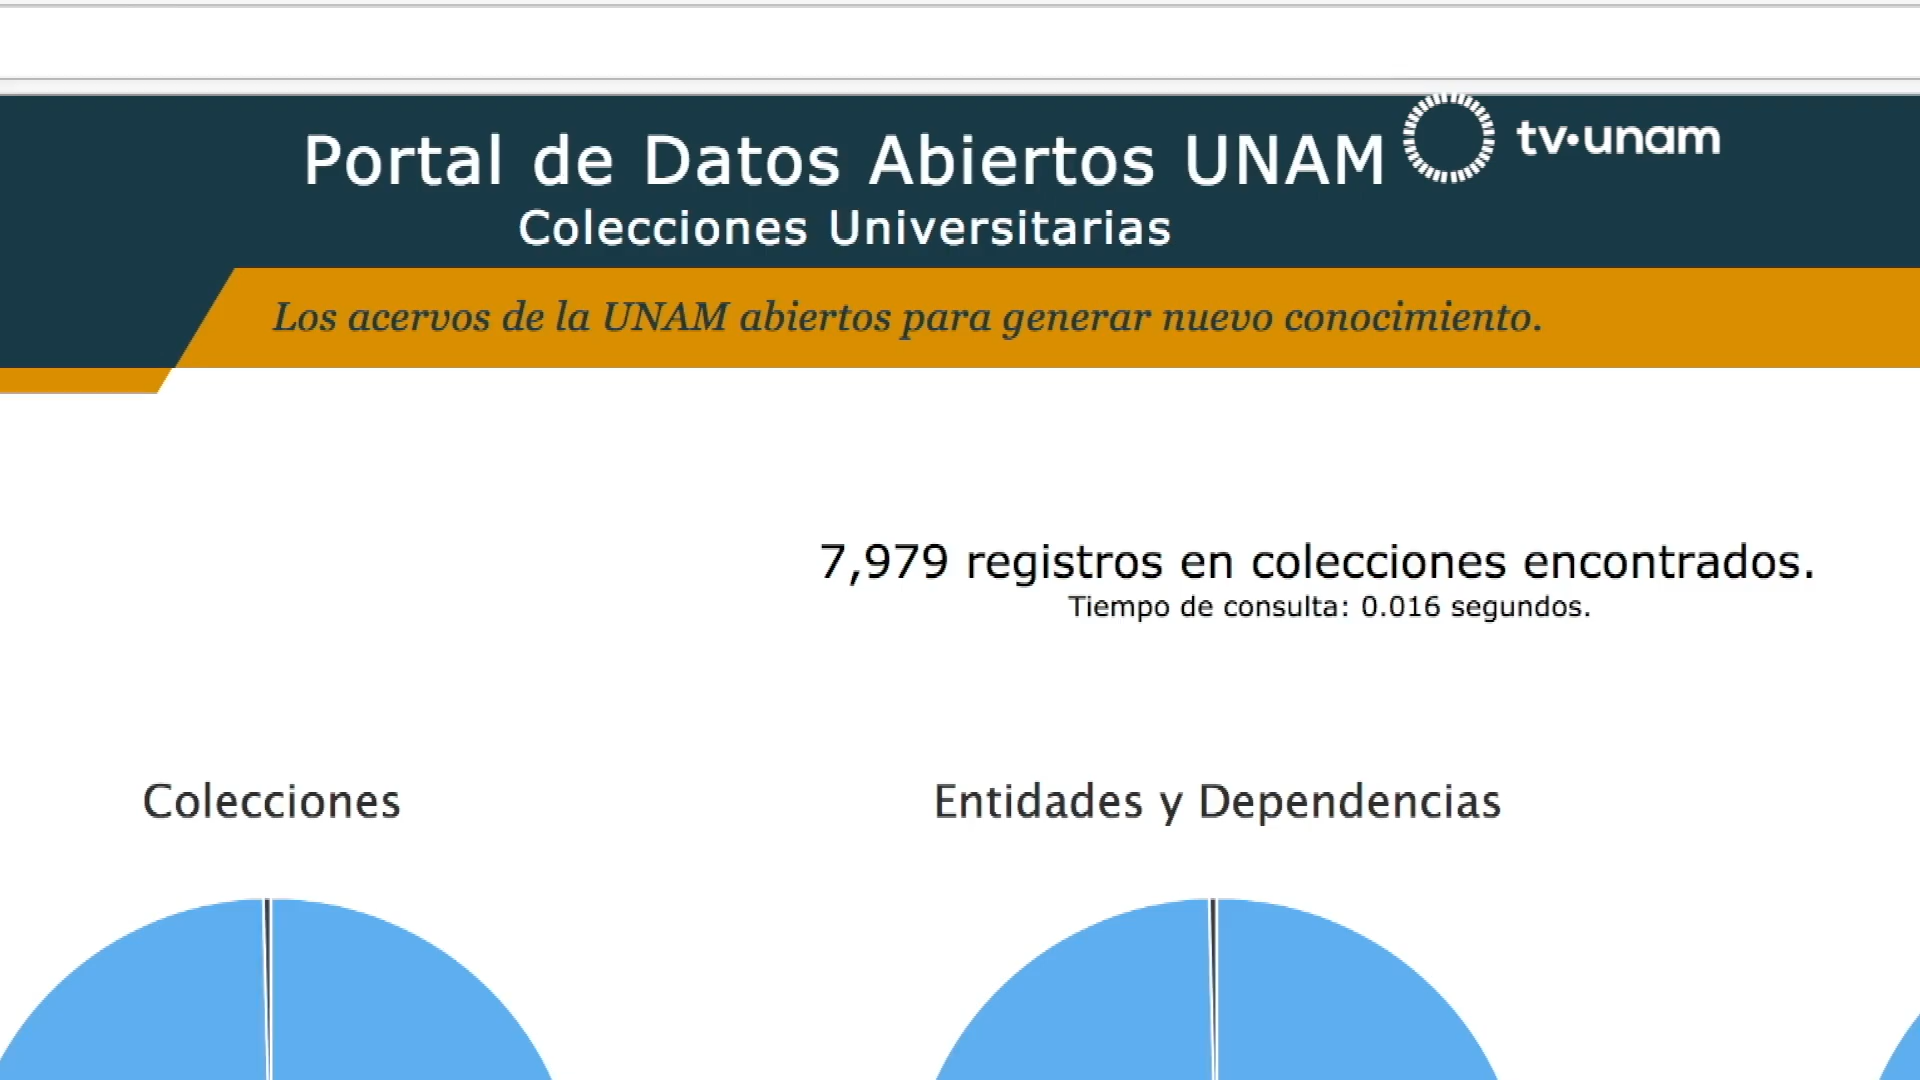 Portal de Datos Abiertos UNAM
tv·unam
Colecciones Universitarias
Los acervos de la UNAM abiertos para generar nuevo conocimiento.
7,979 registros en colecciones encontrados.
Tiempo de consulta: 0.016 segundos.
Colecciones
Entidades y Dependencias